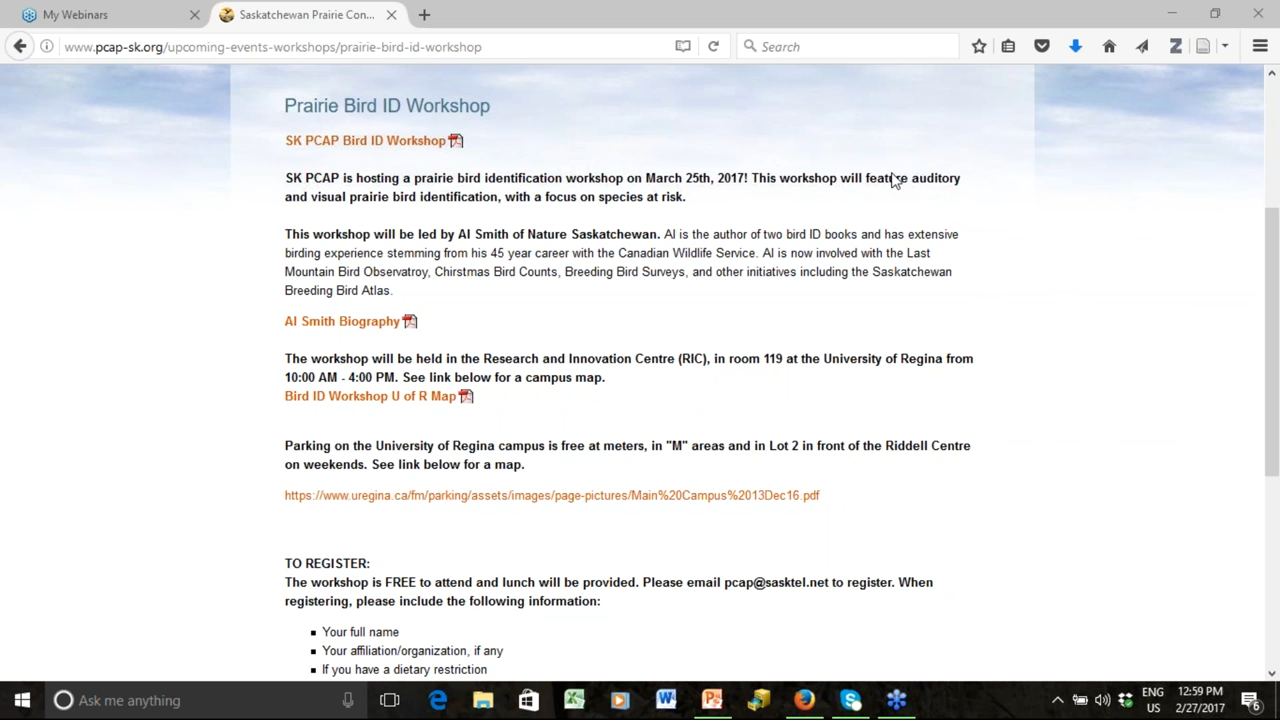 My Webinars
Saskatchewan Prairie Con...
www.pcap-sk.org/upcoming-events-workshops/prairie-bird-id-workshop
Search
Prairie Bird ID Workshop
SK PCAP Bird ID Workshop
SK PCAP is hosting a prairie bird identification workshop on March 25th, 2017! This workshop will feature auditory
and visual prairie bird identification, with a focus on species at risk.
This workshop will be led by Al Smith of Nature Saskatchewan. Al is the author of two bird ID books and has extensive
birding experience stemming from his 45 year career with the Canadian Wildlife Service. Al is now involved with the Last
Mountain Bird Observatroy, Chirstmas Bird Counts, Breeding Bird Surveys, and other initiatives including the Saskatchewan
Breeding Bird Atlas.
Al Smith Biography
The workshop will be held in the Research and Innovation Centre (RIC), in room 119 at the University of Regina from
10:00 AM - 4:00 PM. See link below for a campus map.
Bird ID Workshop U of R Map
Parking on the University of Regina campus is free at meters, in "M" areas and in Lot 2 in front of the Riddell Centre
on weekends. See link below for a map.
https://www.uregina.ca/fm/parking/assets/images/page-pictures/Main%20Campus%2013Dec16.pdf
TO REGISTER:
The workshop is FREE to attend and lunch will be provided. Please email pcap@sasktel.net to register. When
registering, please include the following information:
Your full name
Your affiliation/organization, if any
If you have a dietary restriction
Ask me anything
ENG
US
12:59 PM
2/27/2017
6